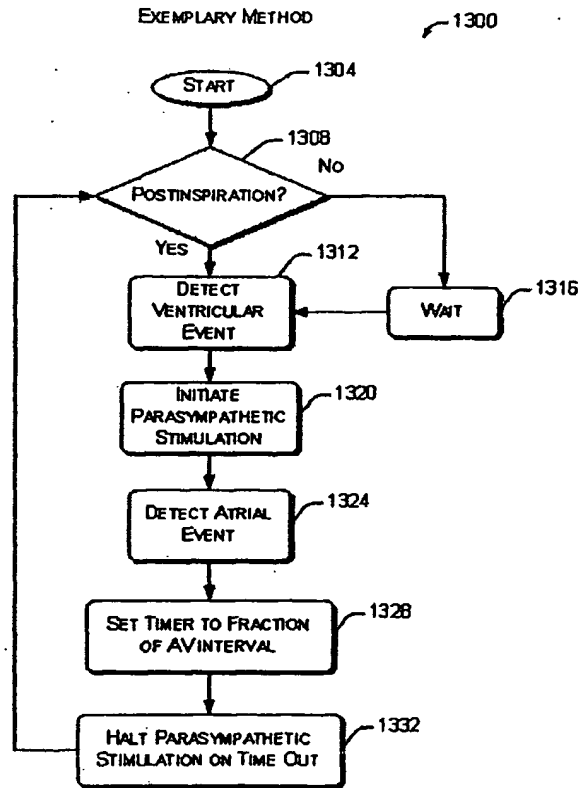 EXEMPLARY METHOD
1300
START
1304
1308
POSTINSPIRATION?
No
YES
1312
DETECT
VENTRICULAR
EVENT
WAIT
1316
INITIATE
PARASYMPATHETIC
STIMULATION
1320
DETECT ATRIAL
EVENT
1324
SET TIMER TO FRACTION
OF AV INTERVAL
1328
HALT PARASYMPATHETIC
STIMULATION ON TIME OUT
1332